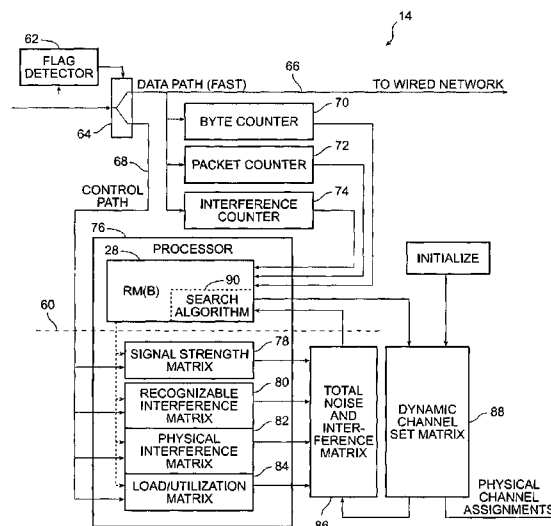 14
62
FLAG
DETECTOR
DATA PATH (FAST)
66
TO WIRED NETWORK
64
70
BYTE COUNTER
68
72
PACKET COUNTER
CONTROL
PATH
74
INTERFERENCE
COUNTER
76
PROCESSOR
28
90
RM(B)
SEARCH
ALGORITHM
INITIALIZE
60
78
SIGNAL STRENGTH
MATRIX
80
RECOGNIZABLE
INTERFERENCE MATRIX
82
PHYSICAL
INTERFERENCE MATRIX
84
LOAD/UTILIZATION
MATRIX
TOTAL
NOISE AND
INTER-
FERENCE
MATRIX
86
DYNAMIC
CHANNEL
SET MATRIX
88
PHYSICAL
CHANNEL
ASSIGNMENTS